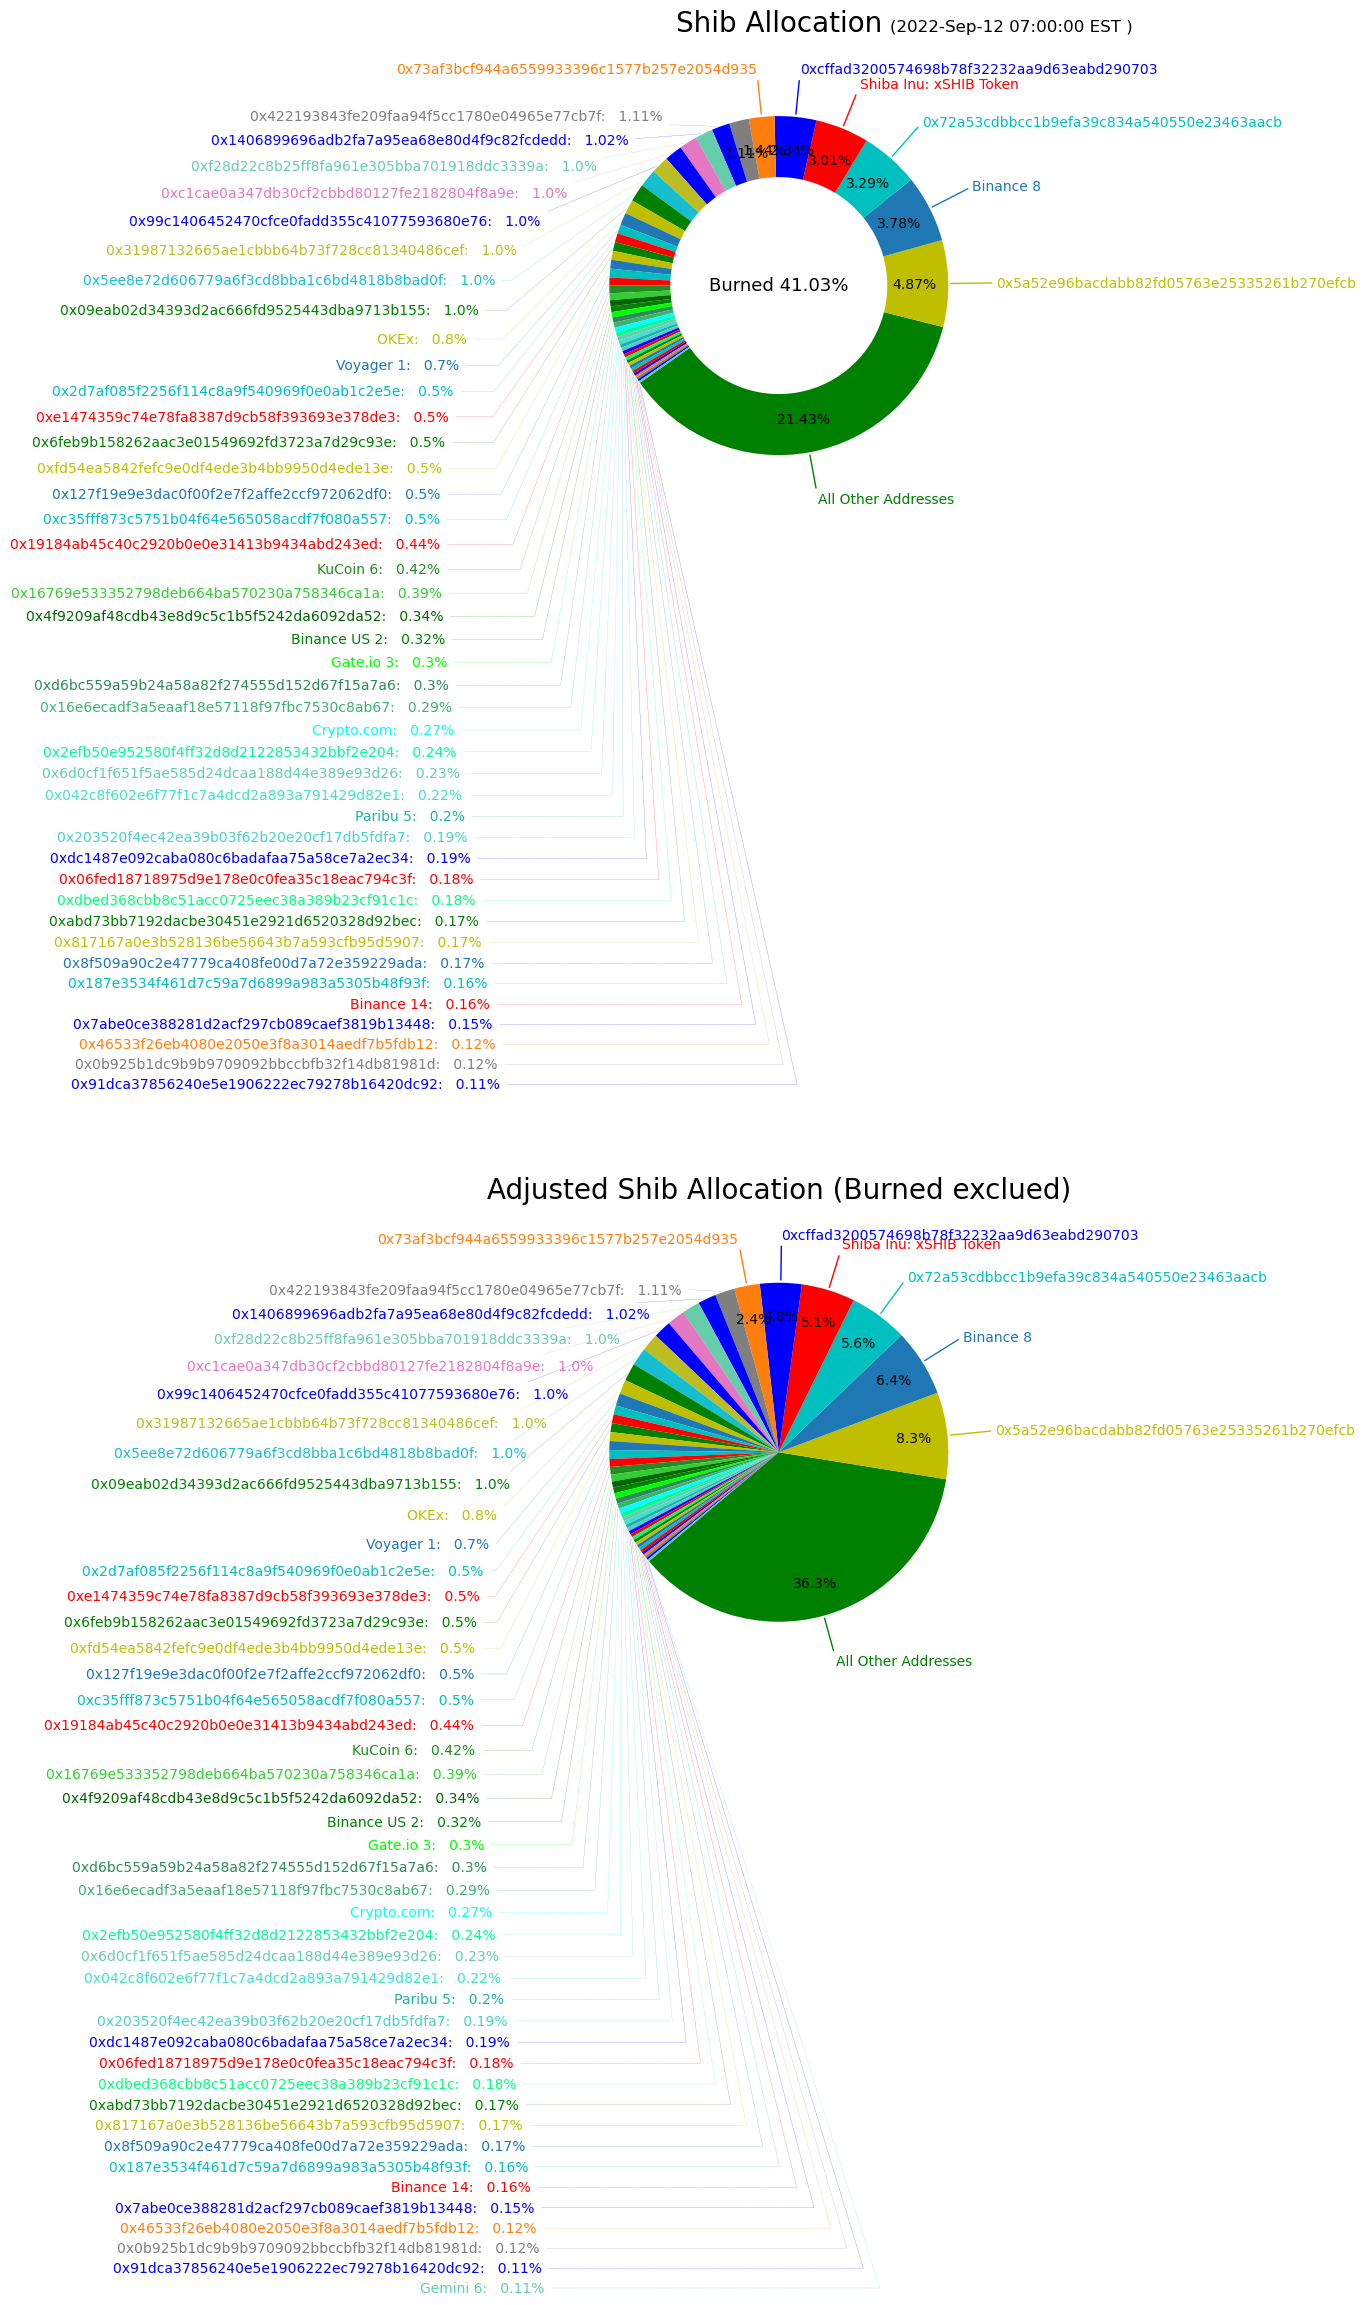 Shib Allocation (2022-Sep-12 07:00:00 EST )
0x73af3bcf944a6559933396c1577b257e2054d935
0xcffad3200574698b78f32232aa9d63eabd290703
Shiba Inu: xSHIB Token
0x422193843fe209faa94f5cc1780e04965e77cb7f: 1.11%
0x72a53cdbbcc1b9efa39c834a540550e23463aacb
0x1406899696adb2fa7a95ea68e80d4f9c82fcdedd: 1.02%
1.11%
1.44%
2.34%
3.01%
0xf28d22c8b25ff8fa961e305bba701918ddc3339a: 1.0%
3.29%
Binance 8
0xc1cae0a347db30cf2cbbd80127fe2182804f8a9e: 1.0%
0x99c1406452470cfce0fadd355c41077593680e76: 1.0%
3.78%
0x31987132665ae1cbbb64b73f728cc81340486cef: 1.0%
0x5ee8e72d606779a6f3cd8bba1c6bd4818b8bad0f: 1.0%
Burned 41.03%
4.87%
0x5a52e96bacdabb82fd05763e25335261b270efcb
0x09eab02d34393d2ac666fd9525443dba9713b155: 1.0%
OKEx: 0.8%
Voyager 1: 0.7%
0x2d7af085f2256f114c8a9f540969f0e0ab1c2e5e: 0.5%
0xe1474359c74e78fa8387d9cb58f393693e378de3: 0.5%
21.43%
0x6feb9b158262aac3e01549692fd3723a7d29c93e: 0.5%
0xfd54ea5842fefc9e0df4ede3b4bb9950d4ede13e: 0.5%
0x127f19e9e3dac0f00f2e7f2affe2ccf972062df0: 0.5%
All Other Addresses
0xc35fff873c5751b04f64e565058acdf7f080a557: 0.5%
0x19184ab45c40c2920b0e0e31413b9434abd243ed: 0.44%
KuCoin 6: 0.42%
0x16769e533352798deb664ba570230a758346ca1a: 0.39%
0x4f9209af48cdb43e8d9c5c1b5f5242da6092da52: 0.34%
Binance US 2: 0.32%
Gate.io 3: 0.3%
0xd6bc559a59b24a58a82f274555d152d67f15a7a6: 0.3%
0x16e6ecadf3a5eaaf18e57118f97fbc7530c8ab67: 0.29%
Crypto.com: 0.27%
0x2efb50e952580f4ff32d8d2122853432bbf2e204: 0.24%
0x6d0cf1f651f5ae585d24dcaa188d44e389e93d26: 0.23%
0x042c8f602e6f77f1c7a4dcd2a893a791429d82e1: 0.22%
Paribu 5: 0.2%
0x203520f4ec42ea39b03f62b20e20cf17db5fdfa7: 0.19%
0xdc1487e092caba080c6badafaa75a58ce7a2ec34: 0.19%
0x06fed18718975d9e178e0c0fea35c18eac794c3f: 0.18%
0xdbed368cbb8c51acc0725eec38a389b23cf91c1c: 0.18%
0xabd73bb7192dacbe30451e2921d6520328d92bec: 0.17%
0x817167a0e3b528136be56643b7a593cfb95d5907: 0.17%
0x8f509a90c2e47779ca408fe00d7a72e359229ada: 0.17%
0x187e3534f461d7c59a7d6899a983a5305b48f93f: 0.16%
Binance 14: 0.16%
0x7abe0ce388281d2acf297cb089caef3819b13448: 0.15%
0x46533f26eb4080e2050e3f8a3014aedf7b5fdb12: 0.12%
0x0b925b1dc9b9b9709092bbccbfb32f14db81981d: 0.12%
0x91dca37856240e5e1906222ec79278b16420dc92: 0.11%
Adjusted Shib Allocation (Burned exclued)
0x73af3bcf944a6559933396c1577b257e2054d935
0xcffad3200574698b78f32232aa9d63eabd290703
Shiba Inu: xSHIB Token
0x422193843fe209faa94f5cc1780e04965e77cb7f: 1.11%
0x72a53cdbbcc1b9efa39c834a540550e23463aacb
0x1406899696adb2fa7a95ea68e80d4f9c82fcdedd: 1.02%
2.4%
4.0%
5.1%
0xf28d22c8b25ff8fa961e305bba701918ddc3339a: 1.0%
5.6%
Binance 8
0xc1cae0a347db30cf2cbbd80127fe2182804f8a9e: 1.0%
6.4%
0x99c1406452470cfce0fadd355c41077593680e76: 1.0%
0x31987132665ae1cbbb64b73f728cc81340486cef: 1.0%
8.3%
0x5a52e96bacdabb82fd05763e25335261b270efcb
0x5ee8e72d606779a6f3cd8bba1c6bd4818b8bad0f: 1.0%
0x09eab02d34393d2ac666fd9525443dba9713b155: 1.0%
OKEx: 0.8%
Voyager 1: 0.7%
0x2d7af085f2256f114c8a9f540969f0e0ab1c2e5e: 0.5%
36.3%
0xe1474359c74e78fa8387d9cb58f393693e378de3: 0.5%
0x6feb9b158262aac3e01549692fd3723a7d29c93e: 0.5%
0xfd54ea5842fefc9e0df4ede3b4bb9950d4ede13e: 0.5%
All Other Addresses
0x127f19e9e3dac0f00f2e7f2affe2ccf972062df0: 0.5%
0xc35fff873c5751b04f64e565058acdf7f080a557: 0.5%
0x19184ab45c40c2920b0e0e31413b9434abd243ed: 0.44%
KuCoin 6: 0.42%
0x16769e533352798deb664ba570230a758346ca1a: 0.39%
0x4f9209af48cdb43e8d9c5c1b5f5242da6092da52: 0.34%
Binance US 2: 0.32%
Gate.io 3: 0.3%
0xd6bc559a59b24a58a82f274555d152d67f15a7a6: 0.3%
0x16e6ecadf3a5eaaf18e57118f97fbc7530c8ab67: 0.29%
Crypto.com: 0.27%
0x2efb50e952580f4ff32d8d2122853432bbf2e204: 0.24%
0x6d0cf1f651f5ae585d24dcaa188d44e389e93d26: 0.23%
0x042c8f602e6f77f1c7a4dcd2a893a791429d82e1: 0.22%
Paribu 5: 0.2%
0x203520f4ec42ea39b03f62b20e20cf17db5fdfa7: 0.19%
0xdc1487e092caba080c6badafaa75a58ce7a2ec34: 0.19%
0x06fed18718975d9e178e0c0fea35c18eac794c3f: 0.18%
0xdbed368cbb8c51acc0725eec38a389b23cf91c1c: 0.18%
0xabd73bb7192dacbe30451e2921d6520328d92bec: 0.17%
0x817167a0e3b528136be56643b7a593cfb95d5907: 0.17%
0x8f509a90c2e47779ca408fe00d7a72e359229ada: 0.17%
0x187e3534f461d7c59a7d6899a983a5305b48f93f: 0.16%
Binance 14: 0.16%
0x7abe0ce388281d2acf297cb089caef3819b13448: 0.15%
0x46533f26eb4080e2050e3f8a3014aedf7b5fdb12: 0.12%
0x0b925b1dc9b9b9709092bbccbfb32f14db81981d: 0.12%
0x91dca37856240e5e1906222ec79278b16420dc92: 0.11%
Gemini 6: 0.11%